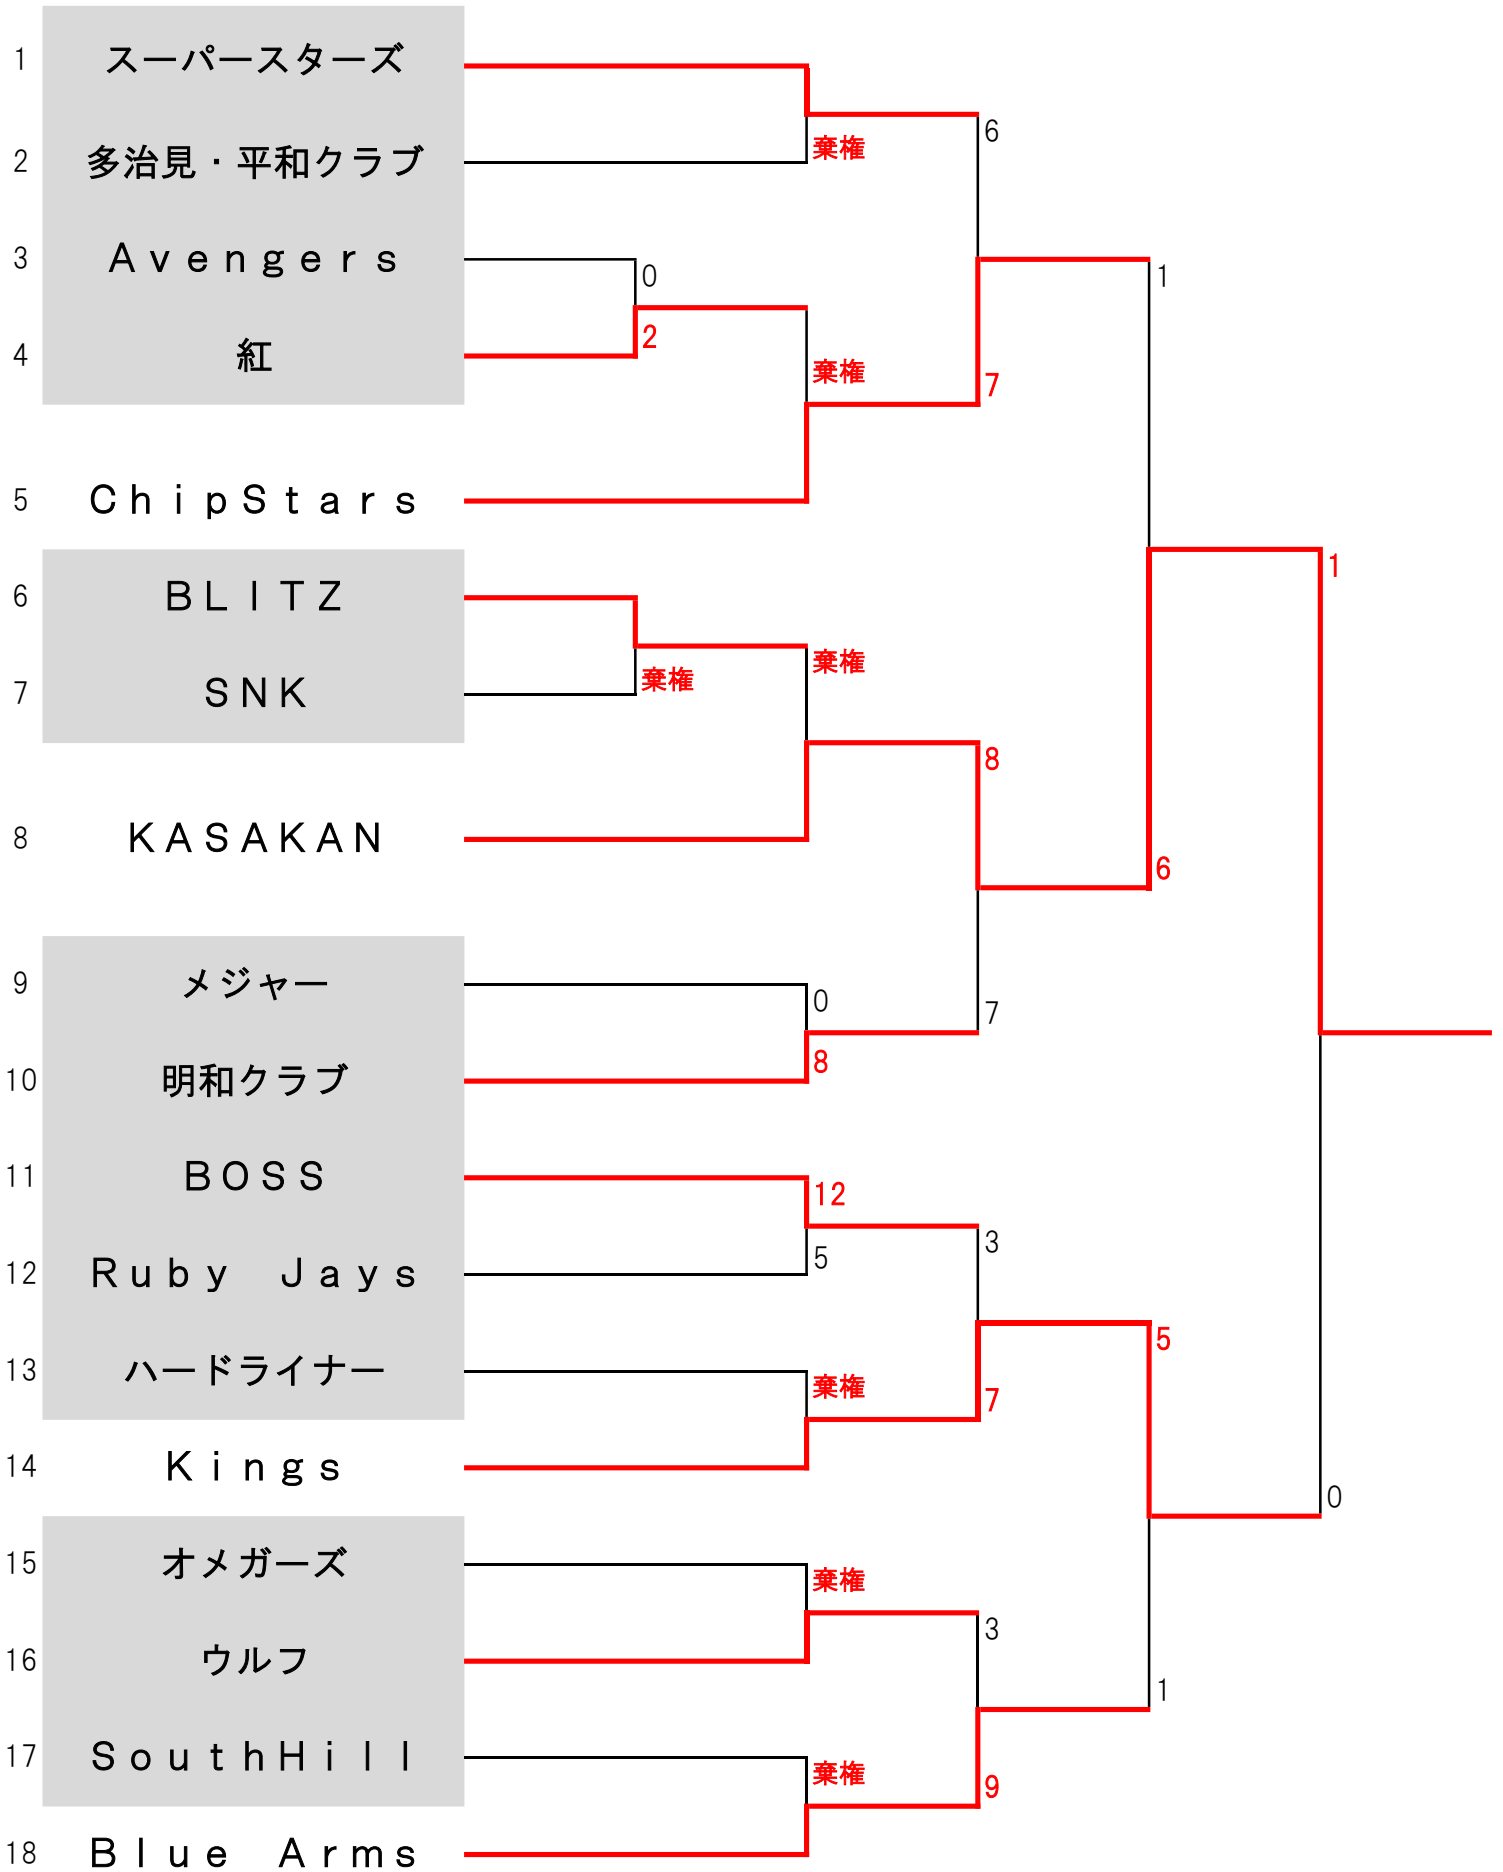 1 スーパースターズ
6
2 多治見・平和クラブ 棄権
3 Ａｖｅｎｇｅｒｓ
0 1
4 紅 2 棄権 7
5 ＣｈｉｐＳｔａｒｓ
1
6 ＢＬＩＴＺ
棄権
7 ＳＮＫ 棄権
8
8 ＫＡＳＡＫＡＮ
6
9 メジャー
0 7
10 明和クラブ 8
11 ＢＯＳＳ
12 3
12 Ｒｕｂｙ　Ｊａｙｓ 5
5
13 ハードライナー
棄権 7
14 Ｋｉｎｇｓ
0
15 オメガーズ
棄権 3
16 ウルフ
1
17 ＳｏｕｔｈＨｉｌｌ
棄権 9
18 Ｂｌｕｅ　Ａｒｍｓ